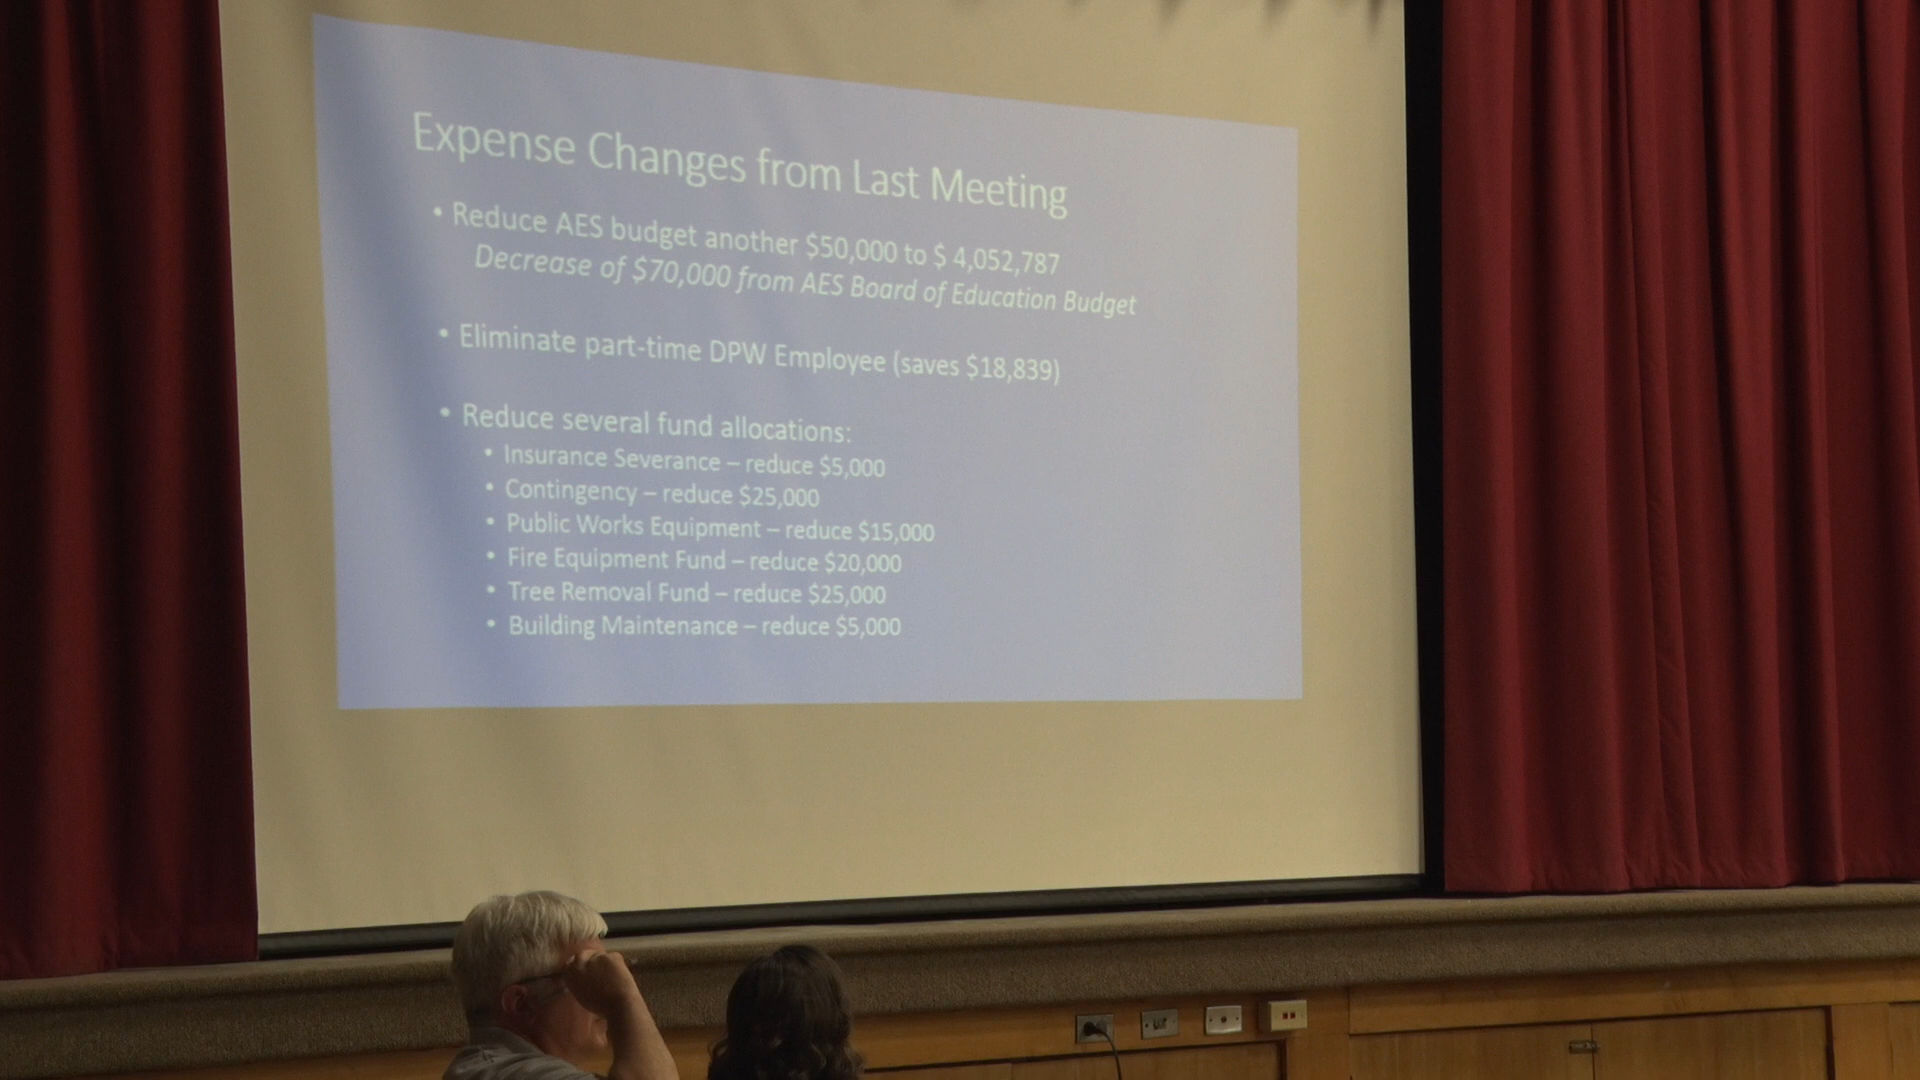 Expense Changes from Last Meeting
• Reduce AES budget another $50,000 to $ 4,052,787
Decrease of $70,000 from AES Board of Education Budget
• Eliminate part-time DPW Employee (saves $18,839)
• Reduce several fund allocations:
• Insurance Severance – reduce $5,000
• Contingency – reduce $25,000
• Public Works Equipment – reduce $15,000
• Fire Equipment Fund – reduce $20,000
• Tree Removal Fund – reduce $25,000
• Building Maintenance – reduce $5,000